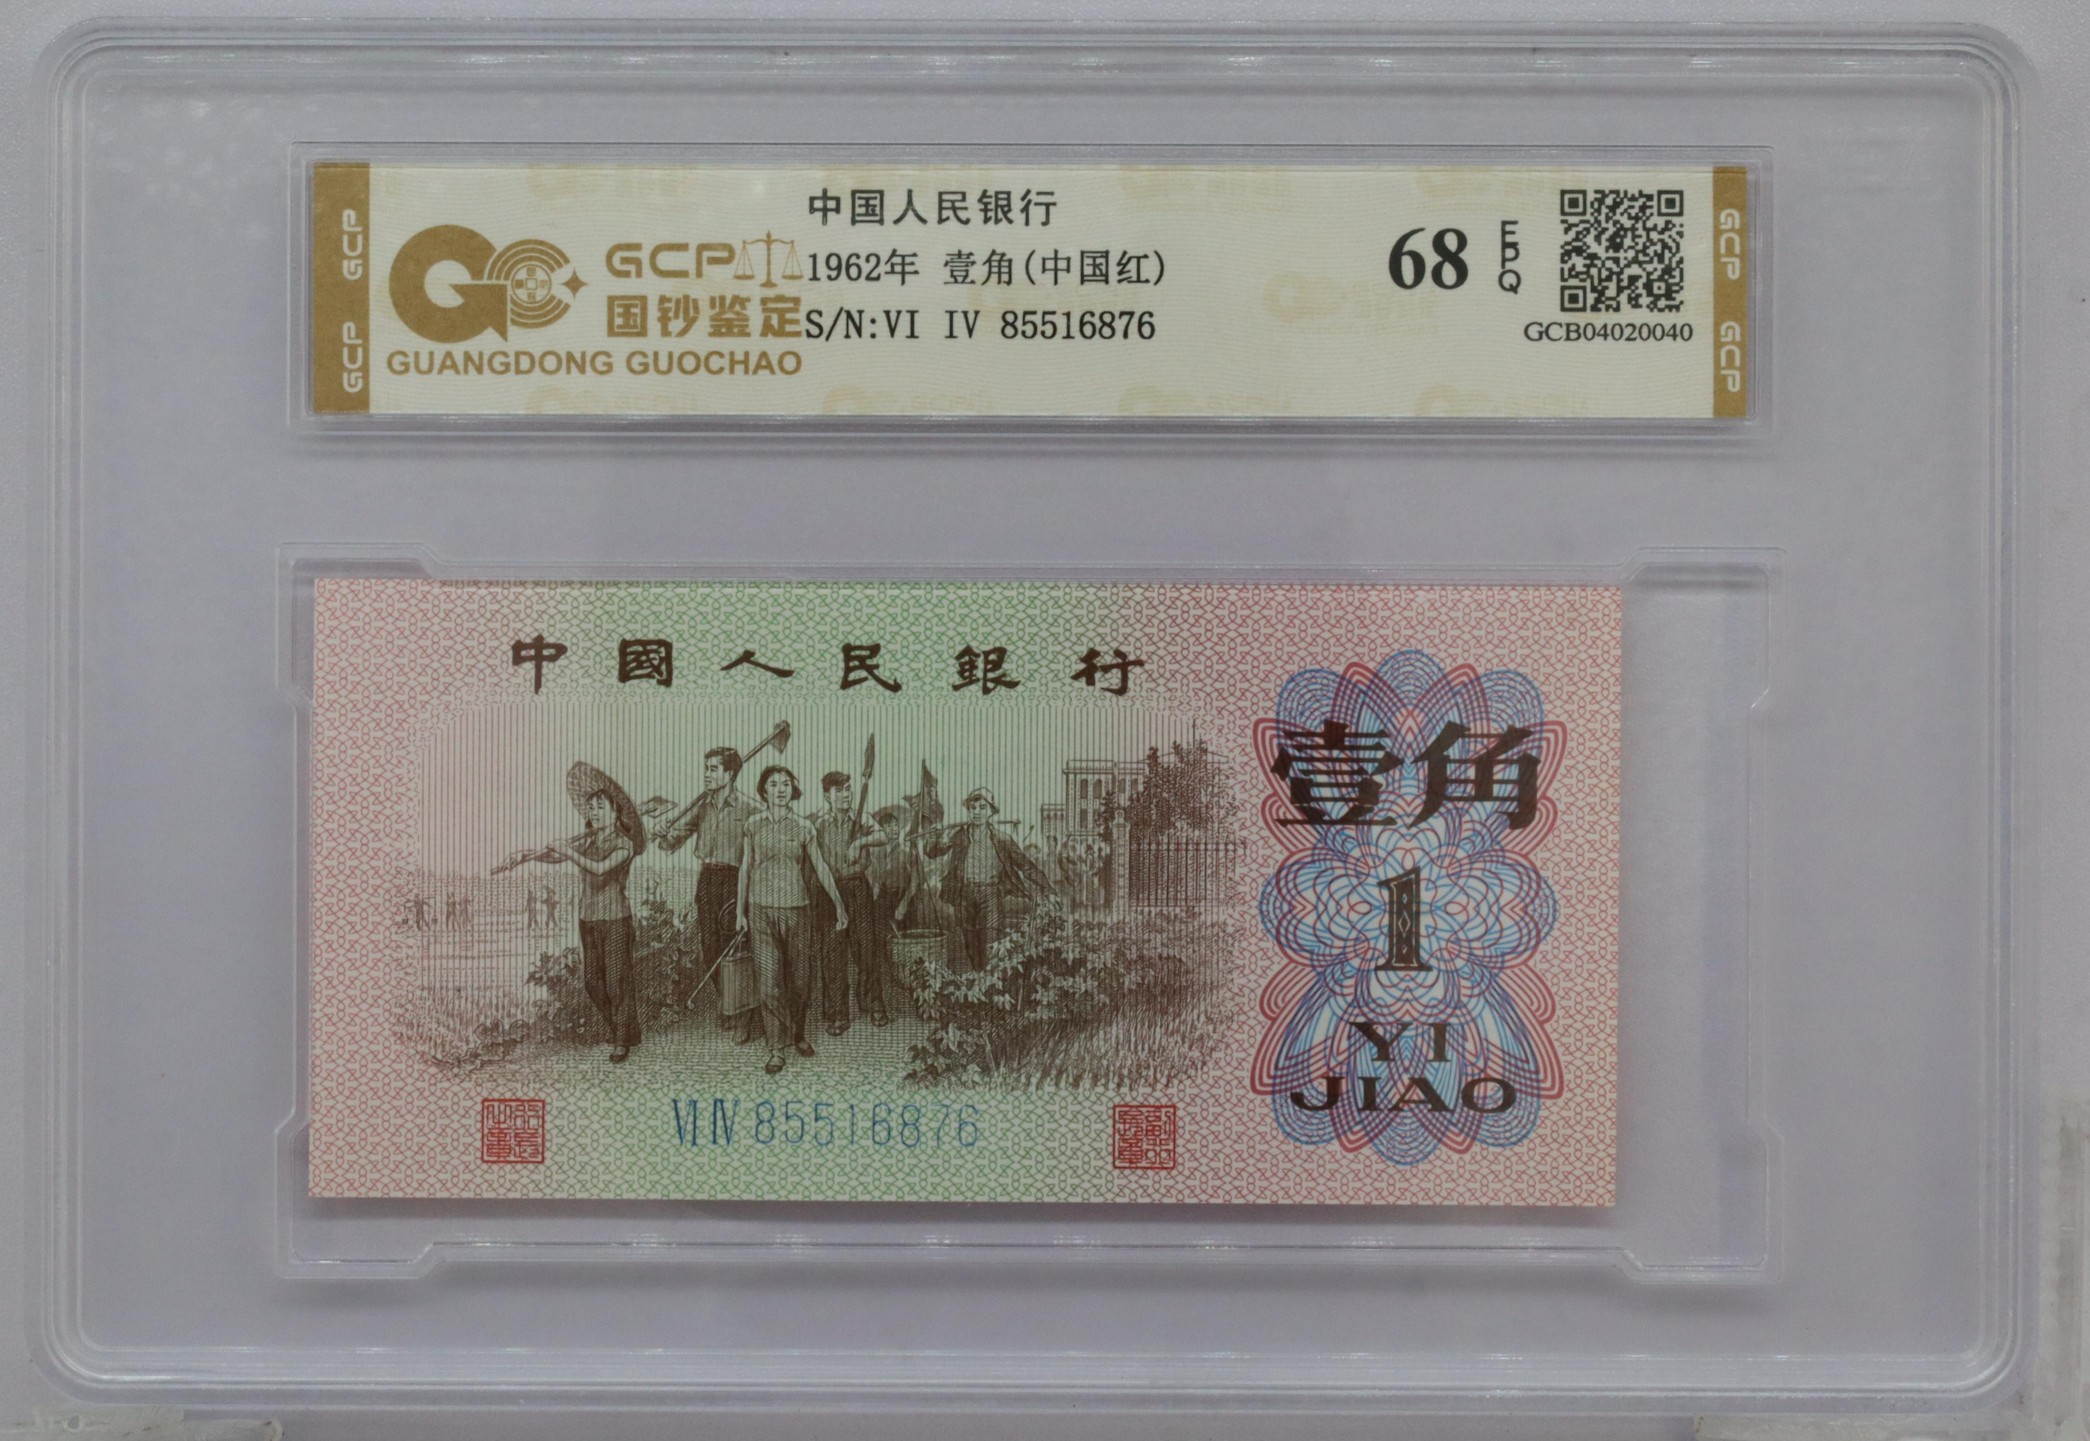 中国人民银行
GCP
1962年 壹角(中国红)
68
EPQ
国钞鉴定
S/N:VI IV 85516876
GUANGDONG GUOCHAO
GCB04020040
GCP
GCP
GCP
GCP
中國人民銀行
壹角
1
YI
JIAO
VI IV 85516876